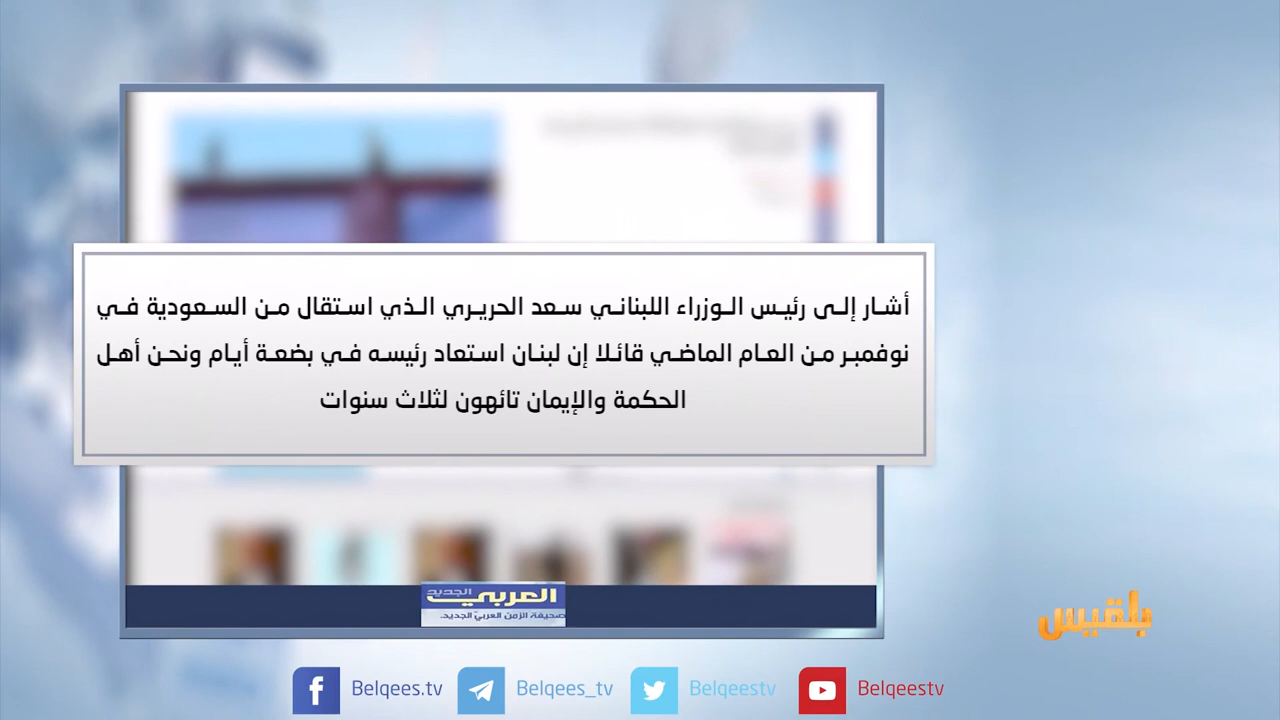 أشار إلى رئيس الوزراء اللبناني سعد الحريري الذي استقال من السعودية في
نوفمبر من العام الماضي قائلا إن لبنان استعاد رئيسه في بضعة أيام ونحن أهل
الحكمة والإيمان تائهون لثلاث سنوات
العربي الجديد
صحيفة الزمن العربيّ الجديد.
بلقيس
Belqees.tv
Belqees_tv
Belqeestv
Belqeestv